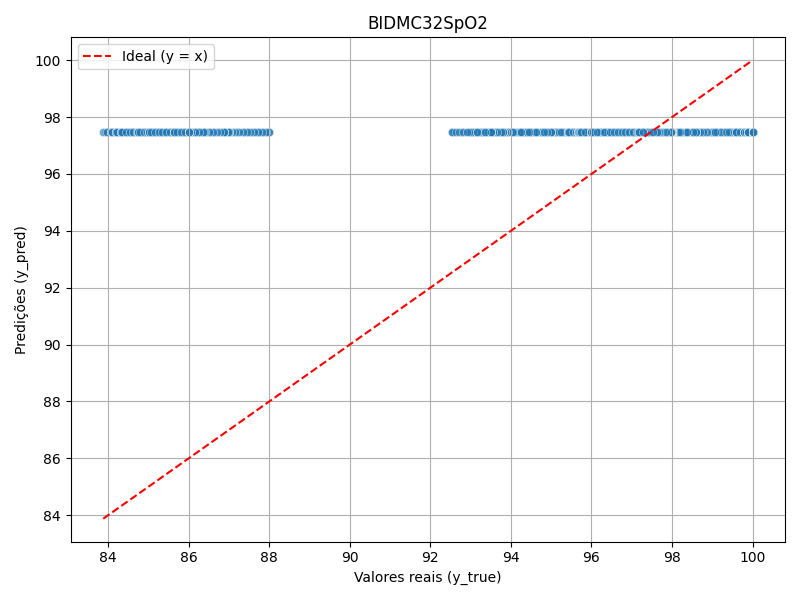 BIDMC32SpO2
Ideal (y = x)
Predições (y_pred)
100
98
96
94
92
90
88
86
84
84 86 88 90 92 94 96 98 100
Valores reais (y_true)